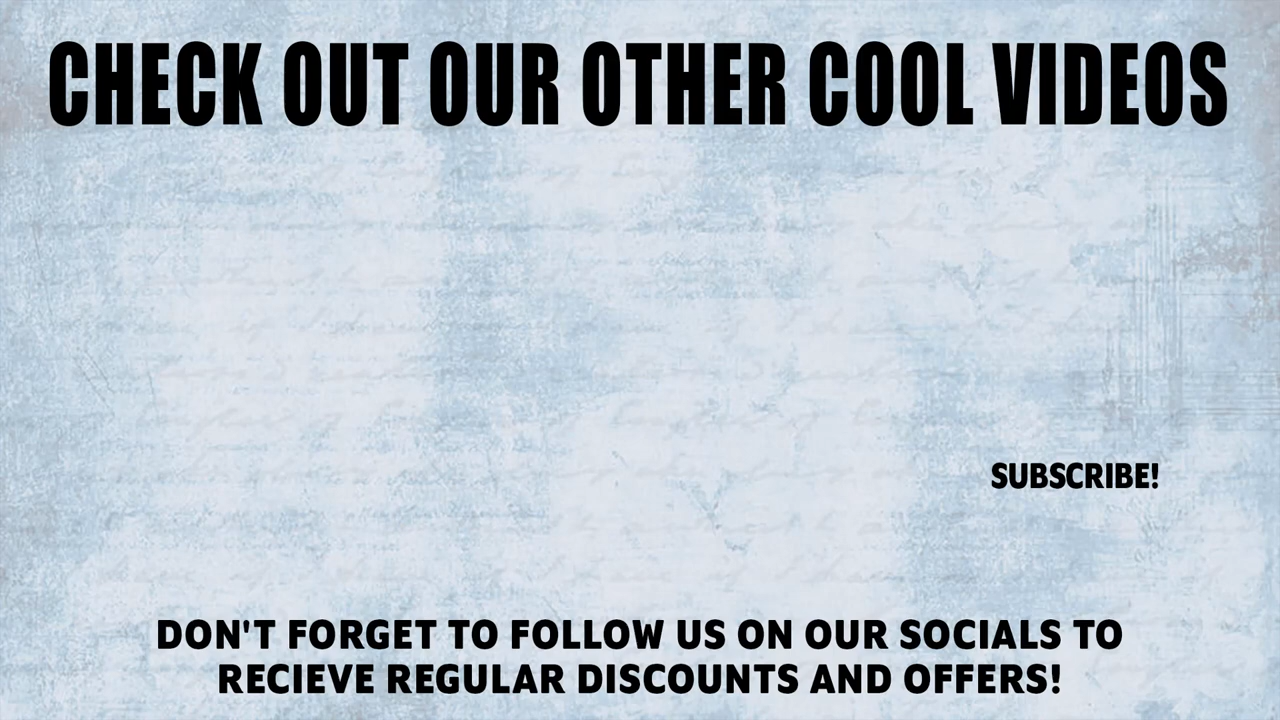 CHECK OUT OUR OTHER COOL VIDEOS
SUBSCRIBE!
DON'T FORGET TO FOLLOW US ON OUR SOCIALS TO
RECIEVE REGULAR DISCOUNTS AND OFFERS!